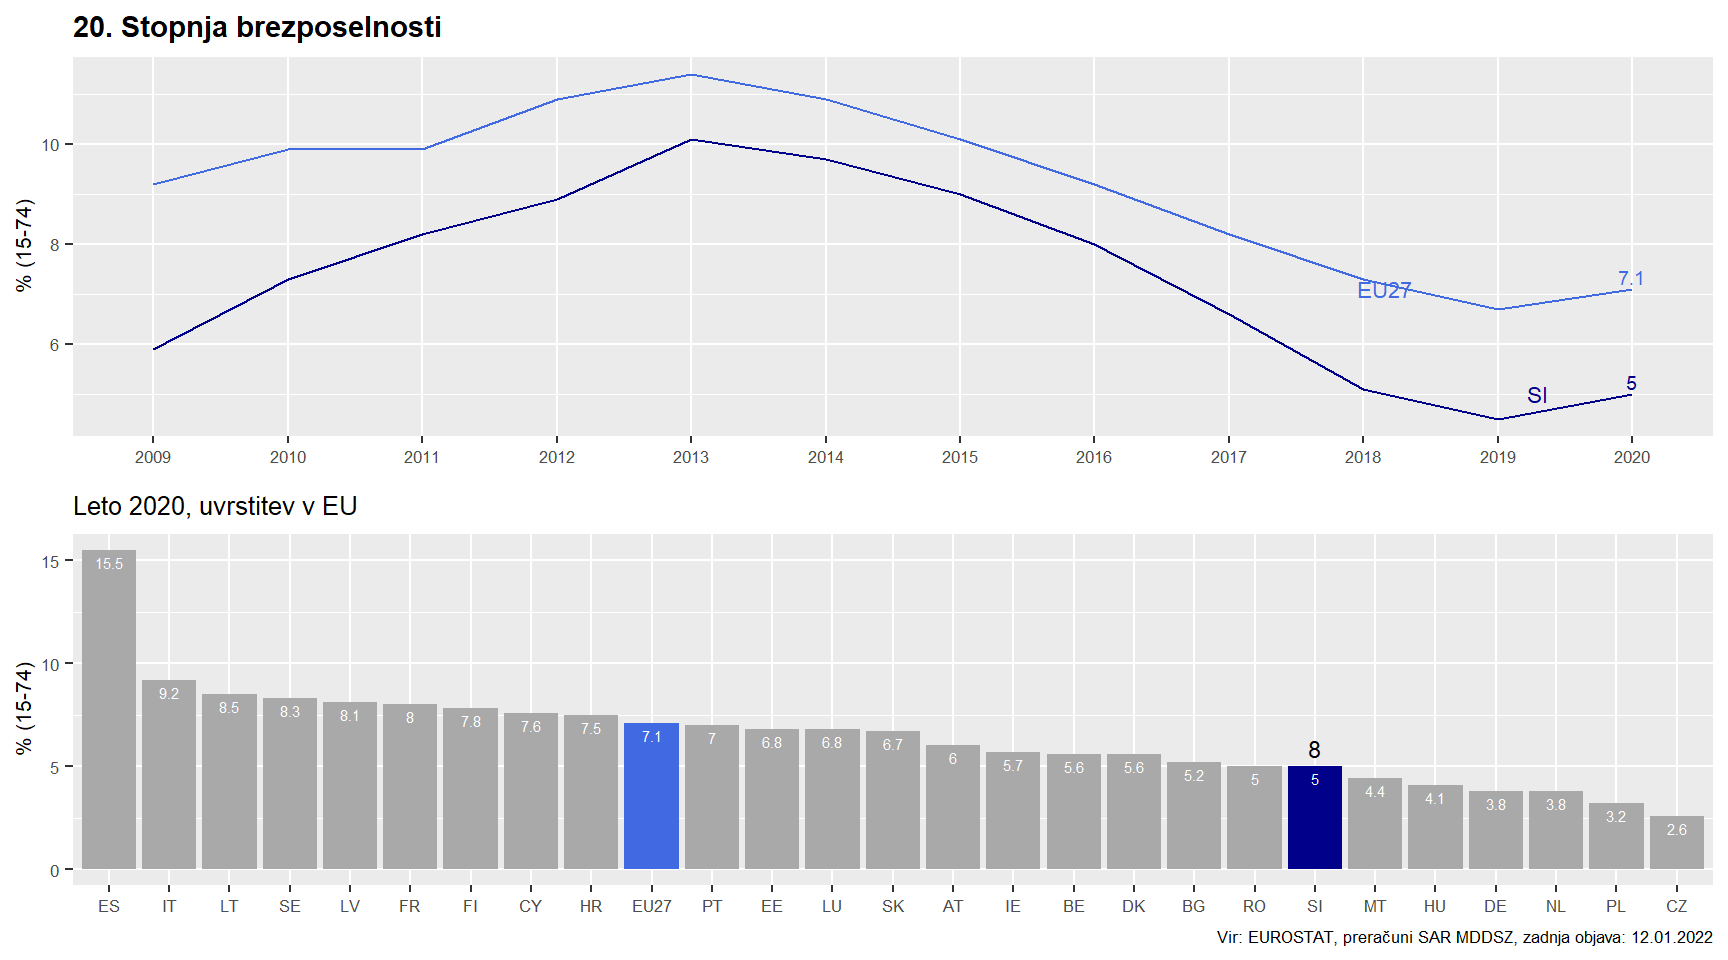 20. Stopnja brezposelnosti
% (15-74)
10
8
6
EU27
7.1
SI
5
2009 2010 2011 2012 2013 2014 2015 2016 2017 2018 2019 2020
Leto 2020, uvrstitev v EU
% (15-74)
15
10
5
0
15.5 9.2 8.5 8.3 8.1 8 7.8 7.6 7.5 7.1 7 6.8 6.8 6.7 6 5.7 5.6 5.6 5.2 5 5 4.4 4.1 3.8 3.8 3.2 2.6
8
ES IT LT SE LV FR FI CY HR EU27 PT EE LU SK AT IE BE DK BG RO SI MT HU DE NL PL CZ
Vir: EUROSTAT, preračuni SAR MDDSZ, zadnja objava: 12.01.2022